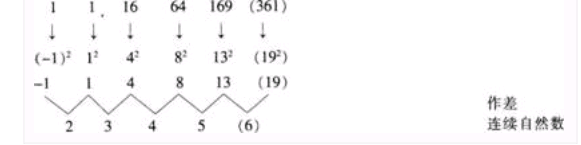 1 1 16 64 169 (361)
↓ ↓ ↓ ↓ ↓ ↓
(-1)² 1² 4² 8² 13² (19²)
-1 1 4 8 13 (19)
作差
2 3 4 5 (6) 连续自然数